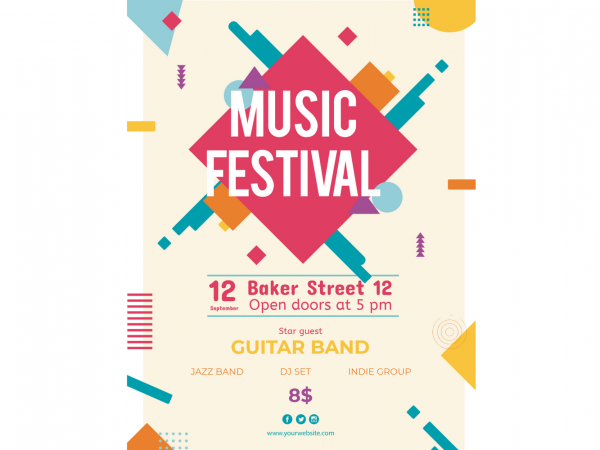 MUSIC
FESTIVAL
12 Baker Street 12
September Open doors at 5 pm
Star guest
GUITAR BAND
JAZZ BAND DJ SET INDIE GROUP
8$
www.yourwebsite.com